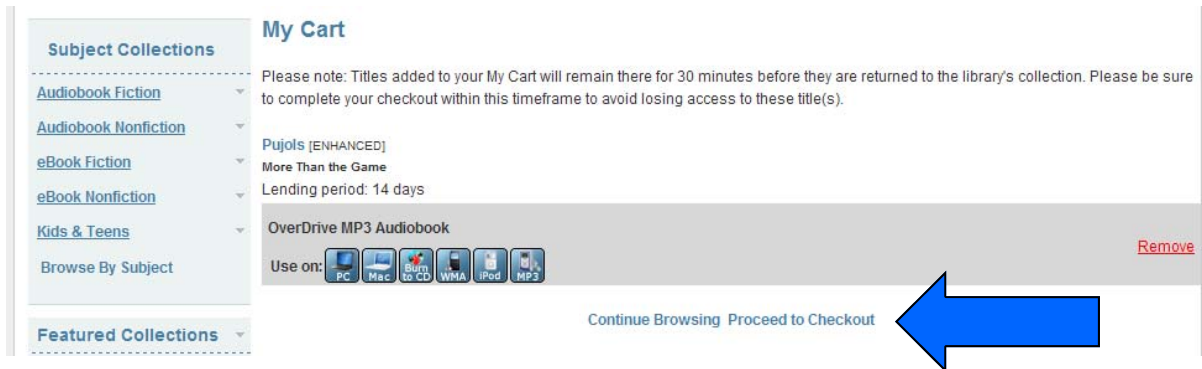 Subject Collections
Audiobook Fiction
Audiobook Nonfiction
eBook Fiction
eBook Nonfiction
Kids & Teens
Browse By Subject
Featured Collections
My Cart
Please note: Titles added to your My Cart will remain there for 30 minutes before they are returned to the library's collection. Please be sure
to complete your checkout within this timeframe to avoid losing access to these title(s).
Pujols [ENHANCED]
More Than the Game
Lending period: 14 days
OverDrive MP3 Audiobook
Remove
Use on: PC Mac Burn to CD WMA iPod MP3
Continue Browsing Proceed to Checkout